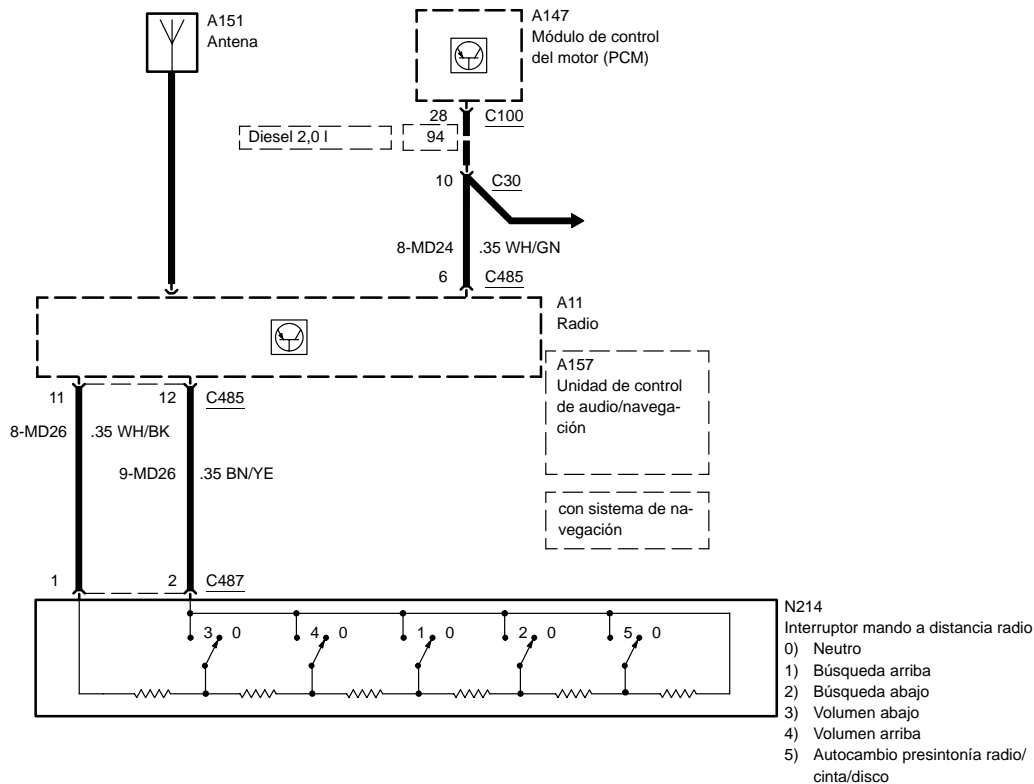 A151
Antena
A147
Módulo de control
del motor (PCM)
28
C100
Diesel 2,0 l
94
10
C30
8-MD24
.35 WH/GN
6
C485
A11
Radio
A157
Unidad de control
de audio/navega-
ción
con sistema de na-
vegación
11
12
C485
8-MD26
.35 WH/BK
9-MD26
.35 BN/YE
1
2
C487
3 0
4 0
1 0
2 0
5 0
N214
Interruptor mando a distancia radio
0) Neutro
1) Búsqueda arriba
2) Búsqueda abajo
3) Volumen abajo
4) Volumen arriba
5) Autocambio presintonía radio/
cinta/disco